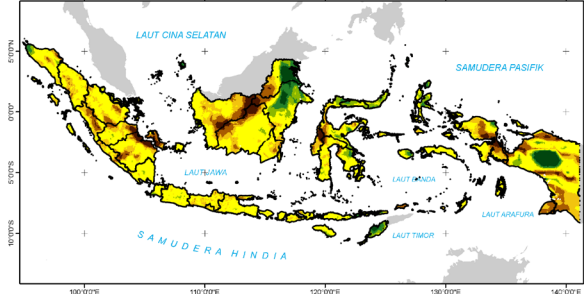 LAUT CINA SELATAN
5°0'0"N
SAMUDERA PASIFIK
0°0'0"
LAUT JAWA
LAUT BANDA
5°0'0"S
LAUT ARAFURA
10°0'0"S
SAMUDERA HINDIA
LAUT TIMOR
100°0'0"E
110°0'0"E
120°0'0"E
130°0'0"E
140°0'0"E